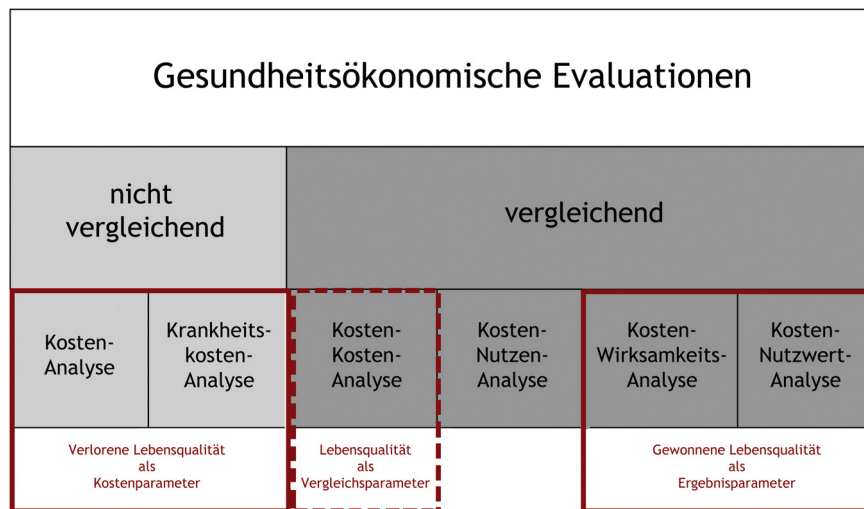 Gesundheitsökonomische Evaluationen
nicht
vergleichend
vergleichend
Kosten-
Analyse
Krankheits-
kosten-
Analyse
Kosten-
Kosten-
Analyse
Kosten-
Nutzen-
Analyse
Kosten-
Wirksamkeits-
Analyse
Kosten-
Nutzwert-
Analyse
Verlorene Lebensqualität
als
Kostenparameter
Lebensqualität
als
Vergleichsparameter
Gewonnene Lebensqualität
als
Ergebnisparameter